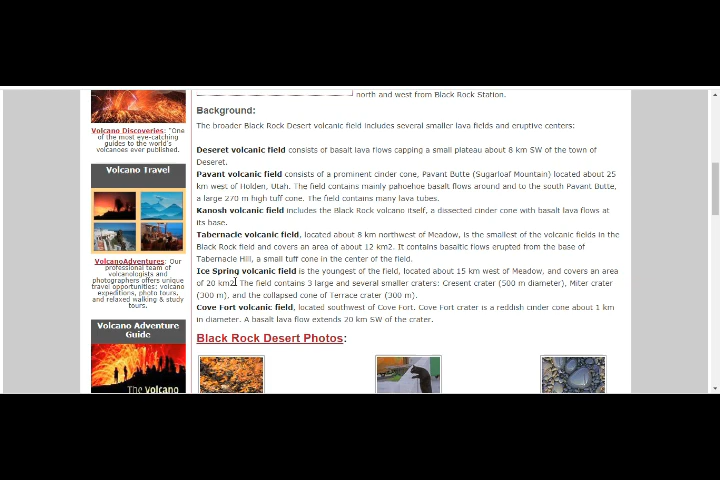 north and west from Black Rock Station.
Background:
The broader Black Rock Desert volcanic field includes several smaller lava fields and eruptive centers:
Deseret volcanic field consists of basalt lava flows capping a small plateau about 8 km SW of the town of
Deseret.
Pavant volcanic field consists of a prominent cinder cone, Pavant Butte (Sugarloaf Mountain) located about 25
km west of Holden, Utah. The field contains mainly pahoehoe basalt flows around and to the south Pavant Butte,
a large 270 m high tuff cone. The field contains many lava tubes.
Kanosh volcanic field includes the Black Rock volcano itself, a dissected cinder cone with basalt lava flows at
its base.
Tabernacle volcanic field, located about 8 km northwest of Meadow, is the smallest of the volcanic fields in the
Black Rock field and covers an area of about 12 km2. It contains basaltic flows erupted from the base of
Tabernacle Hill, a small tuff cone in the center of the field.
Ice Spring volcanic field is the youngest of the field, located about 15 km west of Meadow, and covers an area
of 20 km2. The field contains 3 large and several smaller craters: Cresent crater (500 m diameter), Miter crater
(300 m), and the collapsed cone of Terrace crater (300 m).
Cove Fort volcanic field, located southwest of Cove Fort. Cove Fort crater is a reddish cinder cone about 1 km
in diameter. A basalt lava flow extends 20 km SW of the crater.
Black Rock Desert Photos:
Volcano Discoveries: "One
of the most eye-catching
guides to the world's
volcanoes ever published.
Volcano Travel
VolcanoAdventures: Our
professional team of
volcanologists and
photographers offers unique
travel opportunities: volcano
expeditions, photo tours,
and relaxed walking & study
tours.
Volcano Adventure
Guide
The volcano